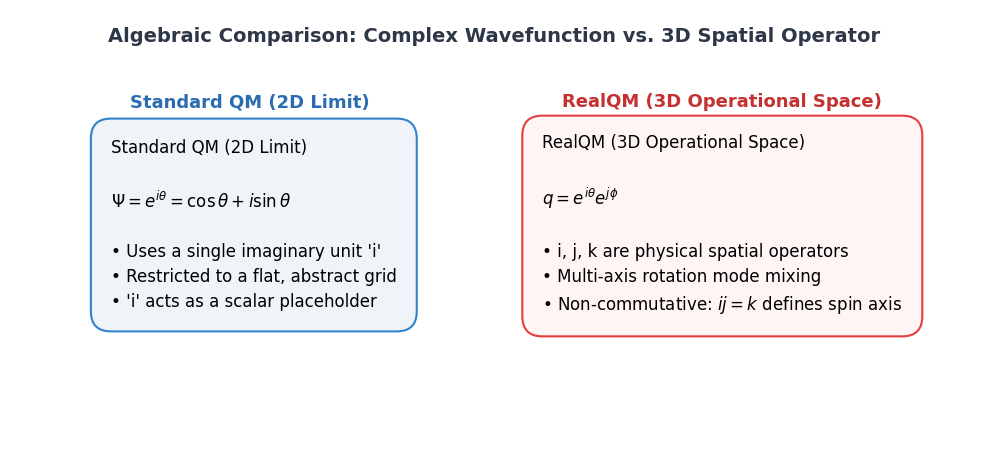 Algebraic Comparison: Complex Wavefunction vs. 3D Spatial Operator
Standard QM (2D Limit)
Standard QM (2D Limit)
Ψ = e^{iθ} = cos θ + i sin θ
• Uses a single imaginary unit 'i'
• Restricted to a flat, abstract grid
• 'i' acts as a scalar placeholder
RealQM (3D Operational Space)
RealQM (3D Operational Space)
q = e^{iθ}e^{jϕ}
• i, j, k are physical spatial operators
• Multi-axis rotation mode mixing
• Non-commutative: ij = k defines spin axis